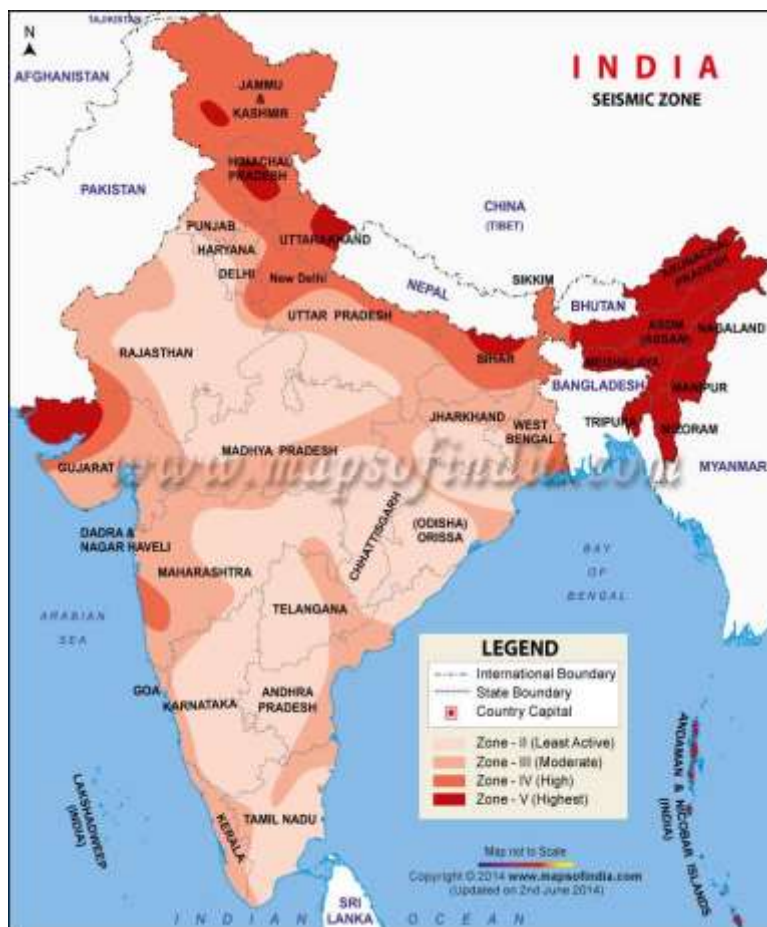 TAJIKISTAN
N
AFGHANISTAN
I N D I A
SEISMIC ZONE
JAMMU
&
KASHMIR
HIMACHAL
PRADESH
PAKISTAN
CHINA
(TIBET)
PUNJAB
HARYANA
UTTARAKHAND
DELHI
New Delhi
NEPAL
SIKKIM
ARUNACHAL
PRADESH
BHUTAN
UTTAR PRADESH
ASOM
(ASSAM)
NAGALAND
RAJASTHAN
BIHAR
MEGHALAYA
BANGLADESH
MANIPUR
JHARKHAND
WEST
BENGAL
TRIPURA
MIZORAM
MADHYA PRADESH
GUJARAT
www.mapsofindia.com
MYANMAR
CHHATTISGARH
(ODISHA)
ORISSA
DADRA &
NAGAR HAVELI
MAHARASHTRA
BAY
OF
BENGAL
TELANGANA
ARABIAN
SEA
GOA
KARNATAKA
ANDHRA
PRADESH
LEGEND
International Boundary
State Boundary
Country Capital
Zone - II (Least Active)
Zone - III (Moderate)
Zone - IV (High)
Zone - V (Highest)
LAKSHADWEEP
(INDIA)
KERALA
TAMIL NADU
ANDAMAN & NICOBAR ISLANDS
(INDIA)
Map not to Scale
Copyright © 2014 www.mapsofindia.com
(Updated on 2nd June 2014)
SRI
LANKA
I N D I A N O C E A N